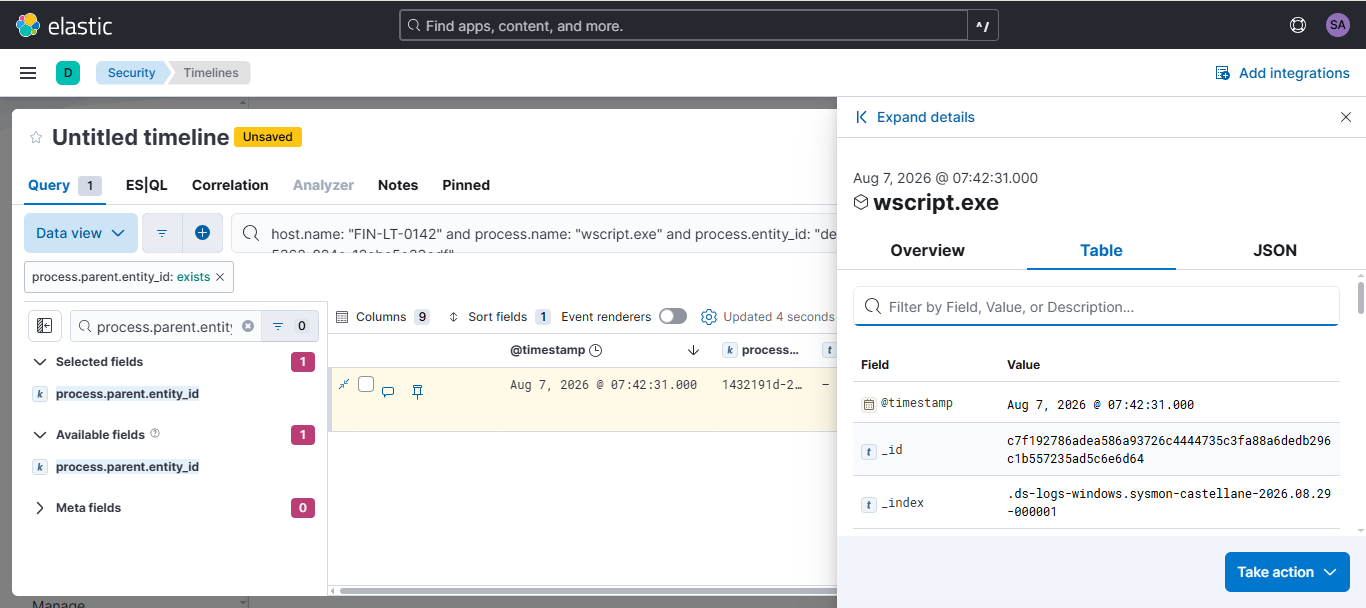 elastic
Find apps, content, and more.
^/
SA
D
Security
Timelines
Add integrations
Untitled timeline
Unsaved
Query 1
ES|QL
Correlation
Analyzer
Notes
Pinned
Data view
host.name: "FIN-LT-0142" and process.name: "wscript.exe" and process.entity_id: "de
process.parent.entity_id: exists
process.parent.entity
0
Selected fields
1
k process.parent.entity_id
Available fields
1
k process.parent.entity_id
Meta fields
0
Columns 9
Sort fields 1
Event renderers
Updated 4 seconds
@timestamp
k process...
t
Aug 7, 2026 @ 07:42:31.000
1432191d-2…
–
Manage
Expand details
Aug 7, 2026 @ 07:42:31.000
wscript.exe
Overview
Table
JSON
Filter by Field, Value, or Description...
Field
Value
@timestamp
Aug 7, 2026 @ 07:42:31.000
t _id
c7f192786adea586a93726c4444735c3fa88a6dedb296
c1b557235ad5c6e6d64
t _index
.ds-logs-windows.sysmon-castellane-2026.08.29
-000001
Take action